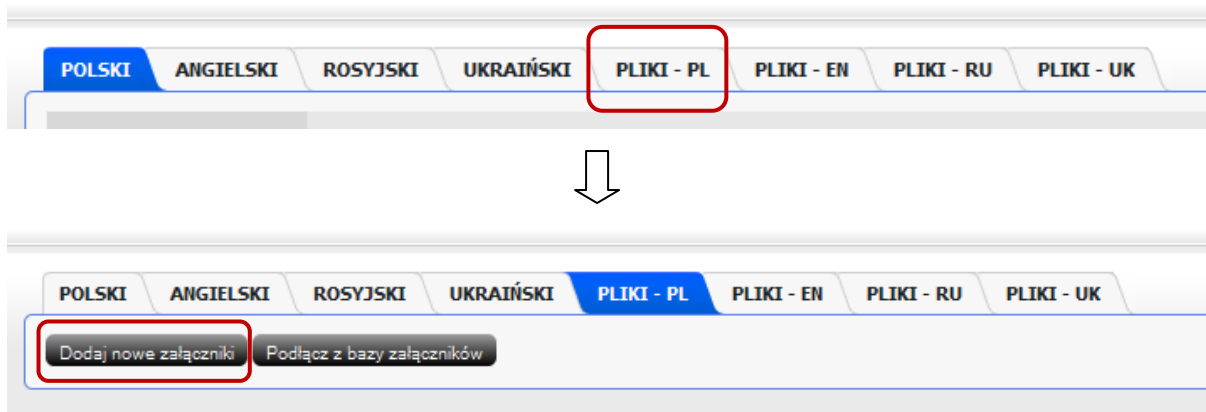 POLSKI ANGIELSKI ROSYJSKI UKRAIŃSKI PLIKI - PL PLIKI - EN PLIKI - RU PLIKI - UK
POLSKI ANGIELSKI ROSYJSKI UKRAIŃSKI PLIKI - PL PLIKI - EN PLIKI - RU PLIKI - UK
Dodaj nowe załączniki Podłącz z bazy załączników